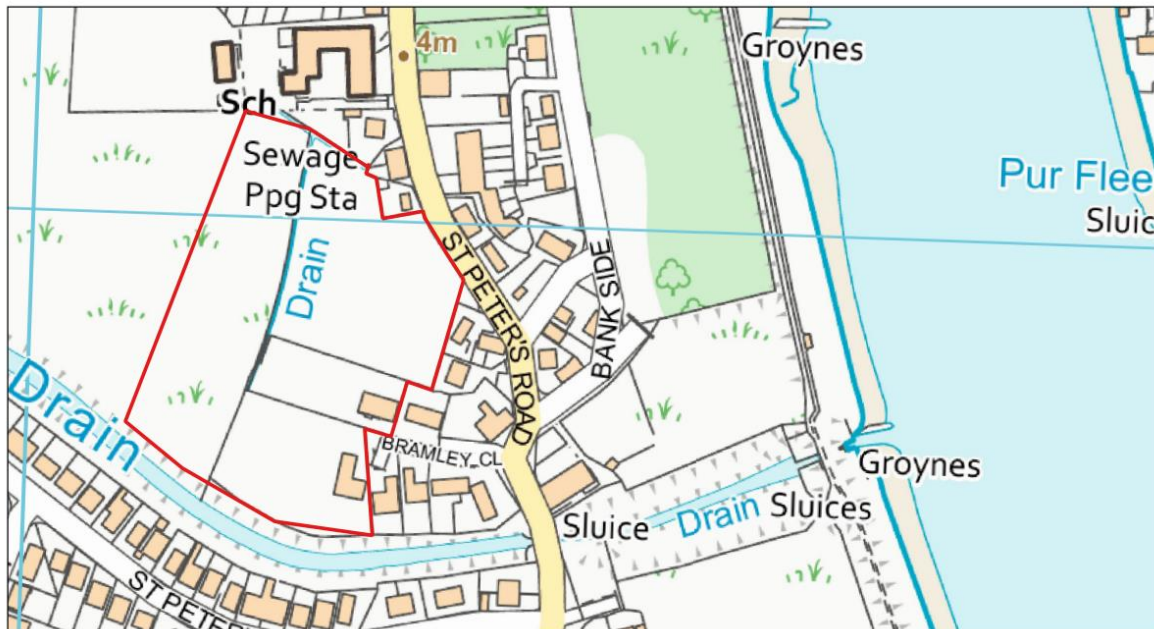 4m
Groynes
Sch
Sewage
Ppg Sta
Pur Flee
Sluic
Drain
ST PETER'S ROAD
BANK SIDE
Drain
BRAMLEY CL
Groynes
Sluice
Drain
Sluices
ST PETER'